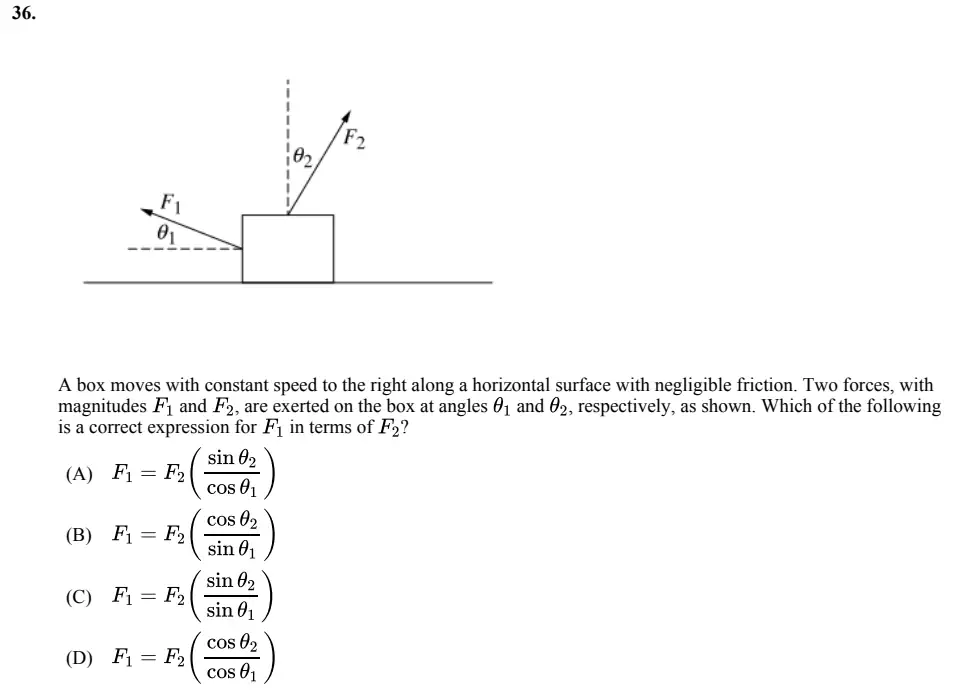 36.
θ₂
F₂
F₁
θ₁
A box moves with constant speed to the right along a horizontal surface with negligible friction. Two forces, with
magnitudes F₁ and F₂, are exerted on the box at angles θ₁ and θ₂, respectively, as shown. Which of the following
is a correct expression for F₁ in terms of F₂?
(A) F₁ = F₂ (sin θ₂ / cos θ₁)
(B) F₁ = F₂ (cos θ₂ / sin θ₁)
(C) F₁ = F₂ (sin θ₂ / sin θ₁)
(D) F₁ = F₂ (cos θ₂ / cos θ₁)